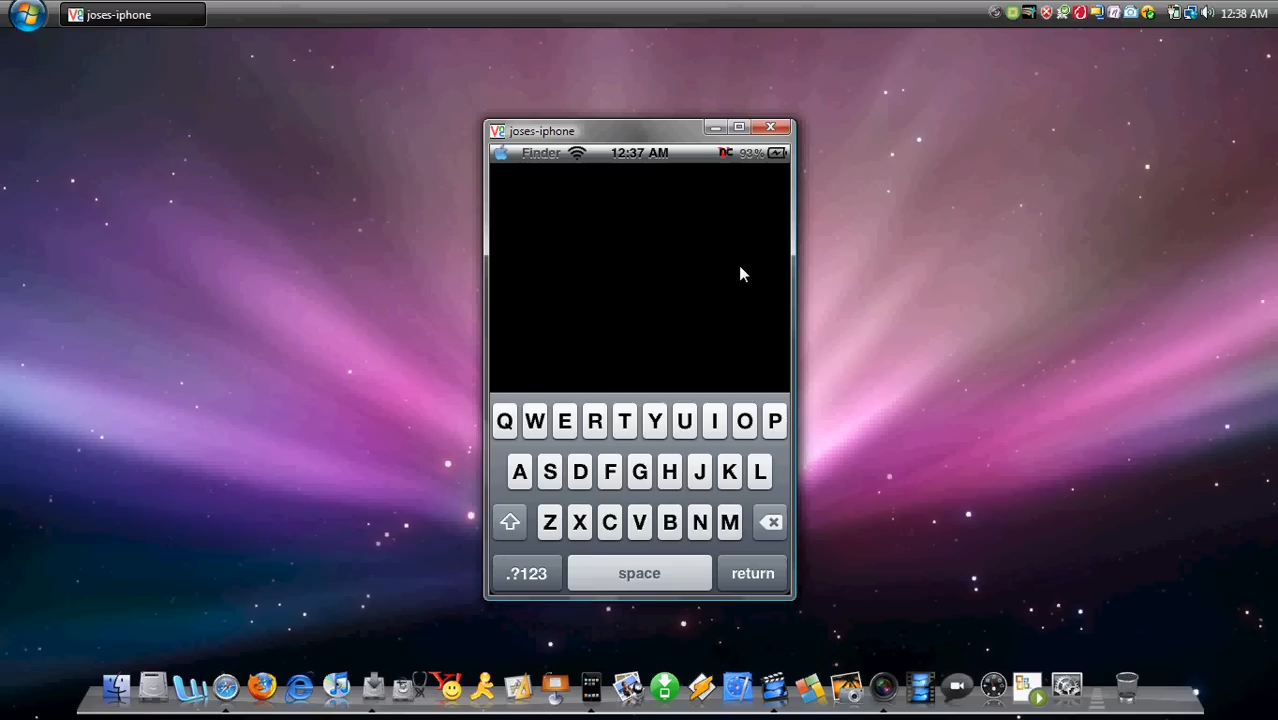 joses-iphone
12:38 AM
joses-iphone
Finder 12:37 AM 93%
Q W E R T Y U I O P
A S D F G H J K L
Z X C V B N M
.?123 space return